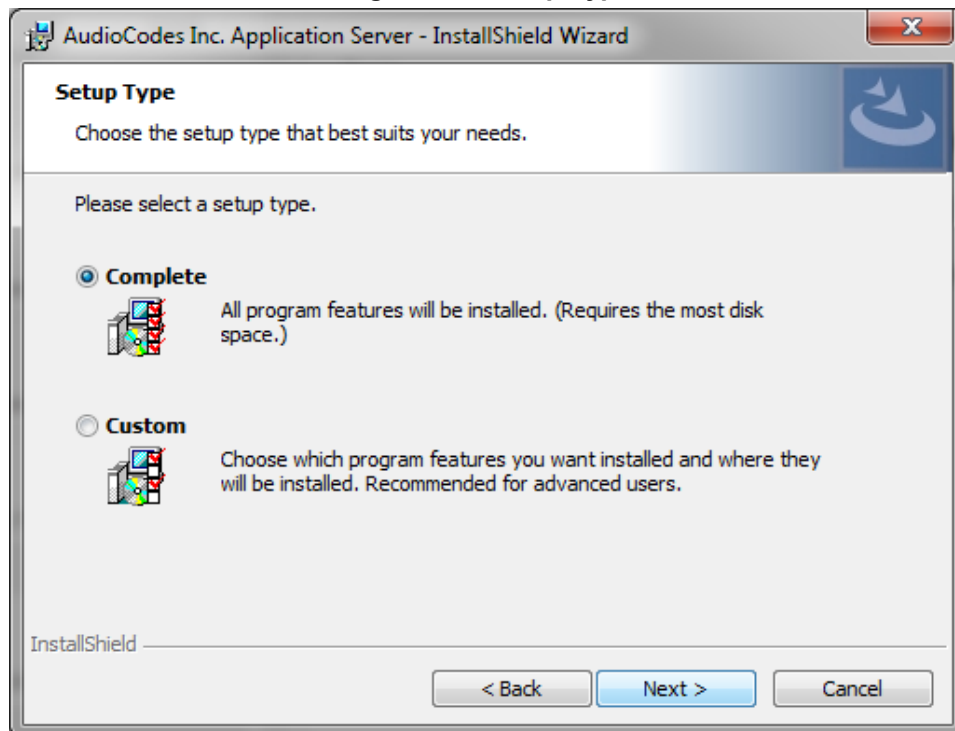 AudioCodes Inc. Application Server - InstallShield Wizard
Setup Type
Choose the setup type that best suits your needs.
Please select a setup type.
Complete
All program features will be installed. (Requires the most disk
space.)
Custom
Choose which program features you want installed and where they
will be installed. Recommended for advanced users.
InstallShield
< Back
Next >
Cancel